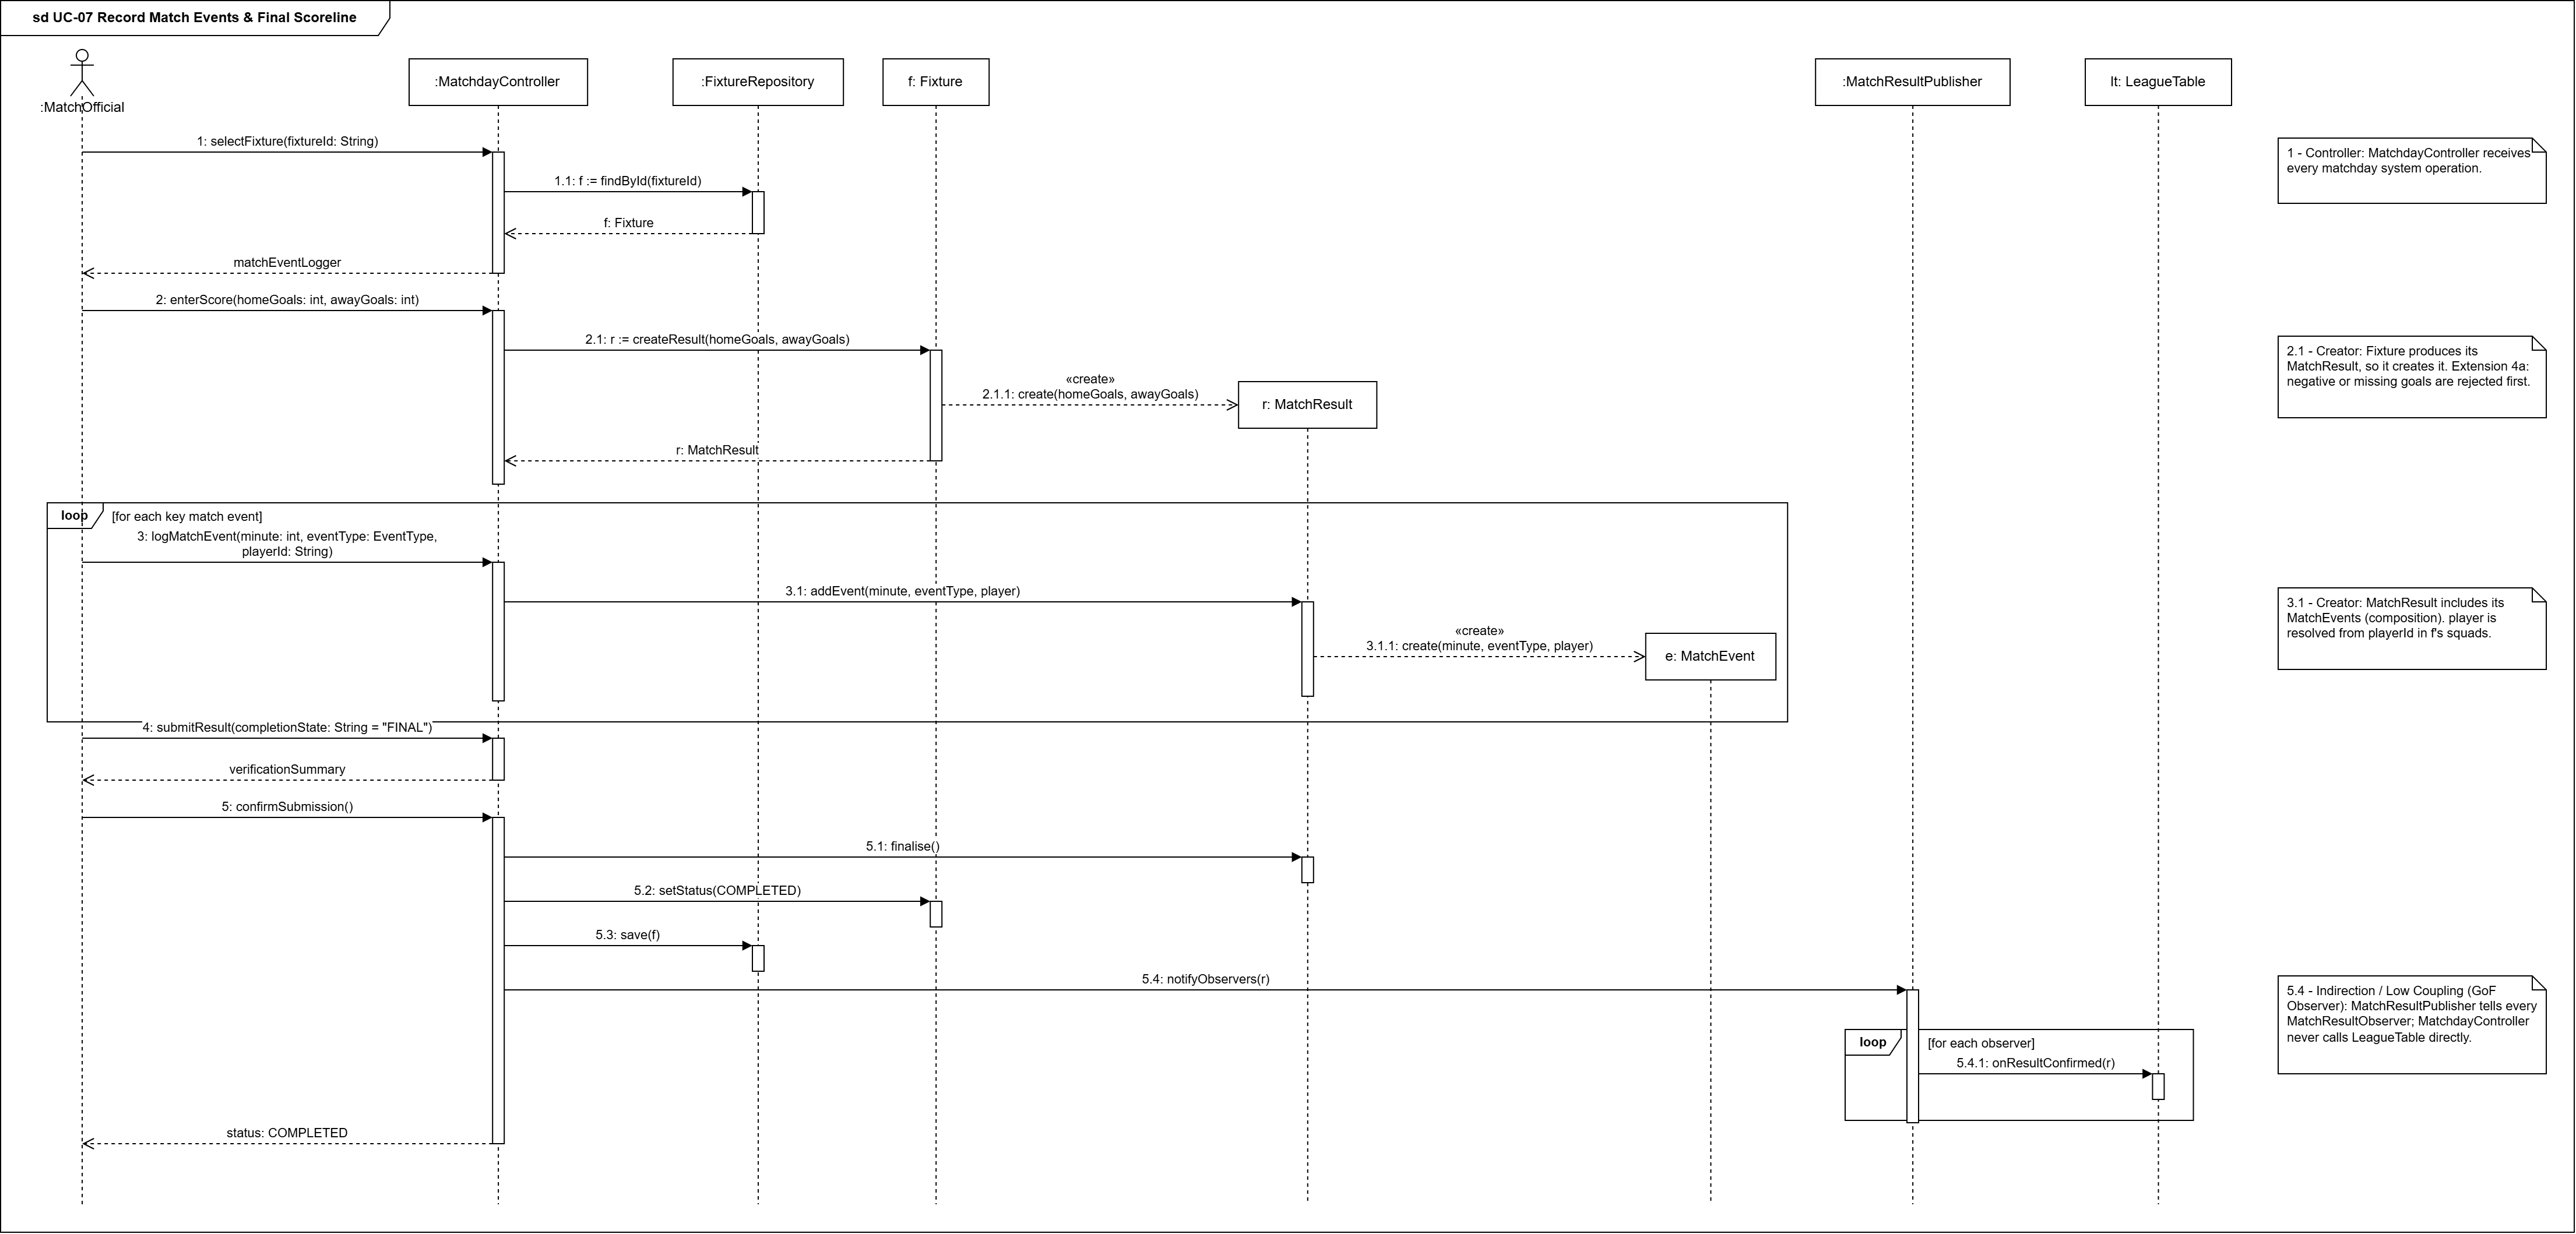 sd UC-07 Record Match Events & Final Scoreline
:MatchOfficial
:MatchdayController
:FixtureRepository
f: Fixture
:MatchResultPublisher
lt: LeagueTable
1: selectFixture(fixtureId: String)
1 - Controller: MatchdayController receives
every matchday system operation.
1.1: f := findById(fixtureId)
f: Fixture
matchEventLogger
2: enterScore(homeGoals: int, awayGoals: int)
2.1: r := createResult(homeGoals, awayGoals)
2.1 - Creator: Fixture produces its
MatchResult, so it creates it. Extension 4a:
negative or missing goals are rejected first.
«create»
2.1.1: create(homeGoals, awayGoals)
r: MatchResult
r: MatchResult
loop
[for each key match event]
3: logMatchEvent(minute: int, eventType: EventType,
playerId: String)
3.1: addEvent(minute, eventType, player)
3.1 - Creator: MatchResult includes its
MatchEvents (composition). player is
resolved from playerId in f's squads.
«create»
3.1.1: create(minute, eventType, player)
e: MatchEvent
4: submitResult(completionState: String = "FINAL")
verificationSummary
5: confirmSubmission()
5.1: finalise()
5.2: setStatus(COMPLETED)
5.3: save(f)
5.4: notifyObservers(r)
5.4 - Indirection / Low Coupling (GoF
Observer): MatchResultPublisher tells every
MatchResultObserver; MatchdayController
never calls LeagueTable directly.
loop
[for each observer]
5.4.1: onResultConfirmed(r)
status: COMPLETED